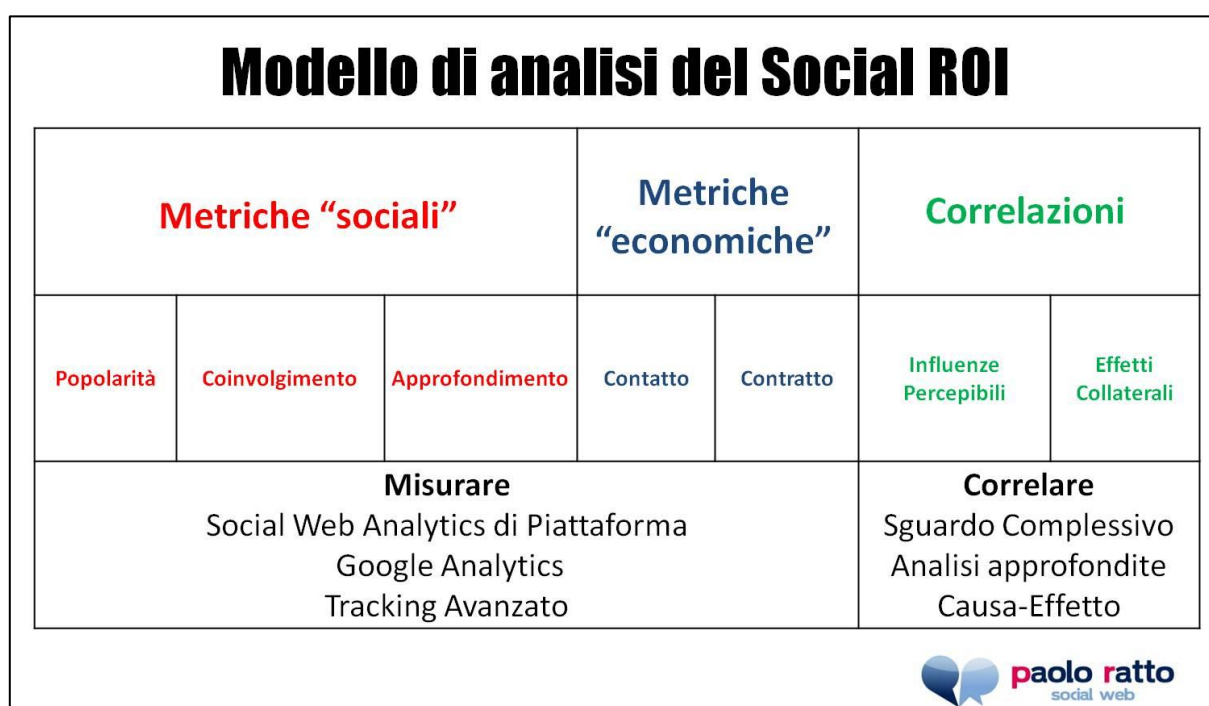 Modello di analisi del Social ROI
Metriche “sociali”
Metriche
“economiche”
Correlazioni
Popolarità
Coinvolgimento
Approfondimento
Contatto
Contratto
Influenze
Percepibili
Effetti
Collaterali
Misurare
Social Web Analytics di Piattaforma
Google Analytics
Tracking Avanzato
Correlare
Sguardo Complessivo
Analisi approfondite
Causa-Effetto
paolo ratto
social web